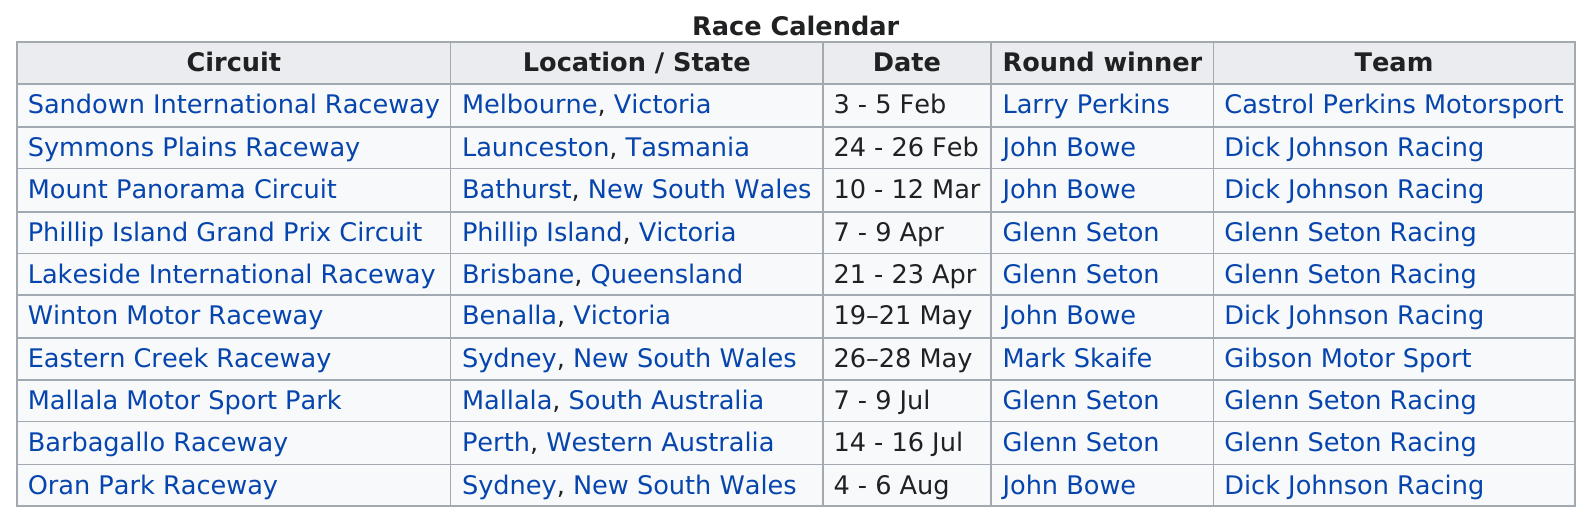 Race Calendar
Circuit Location / State Date Round winner Team
Sandown International Raceway Melbourne, Victoria 3 - 5 Feb Larry Perkins Castrol Perkins Motorsport
Symmons Plains Raceway Launceston, Tasmania 24 - 26 Feb John Bowe Dick Johnson Racing
Mount Panorama Circuit Bathurst, New South Wales 10 - 12 Mar John Bowe Dick Johnson Racing
Phillip Island Grand Prix Circuit Phillip Island, Victoria 7 - 9 Apr Glenn Seton Glenn Seton Racing
Lakeside International Raceway Brisbane, Queensland 21 - 23 Apr Glenn Seton Glenn Seton Racing
Winton Motor Raceway Benalla, Victoria 19–21 May John Bowe Dick Johnson Racing
Eastern Creek Raceway Sydney, New South Wales 26–28 May Mark Skaife Gibson Motor Sport
Mallala Motor Sport Park Mallala, South Australia 7 - 9 Jul Glenn Seton Glenn Seton Racing
Barbagallo Raceway Perth, Western Australia 14 - 16 Jul Glenn Seton Glenn Seton Racing
Oran Park Raceway Sydney, New South Wales 4 - 6 Aug John Bowe Dick Johnson Racing